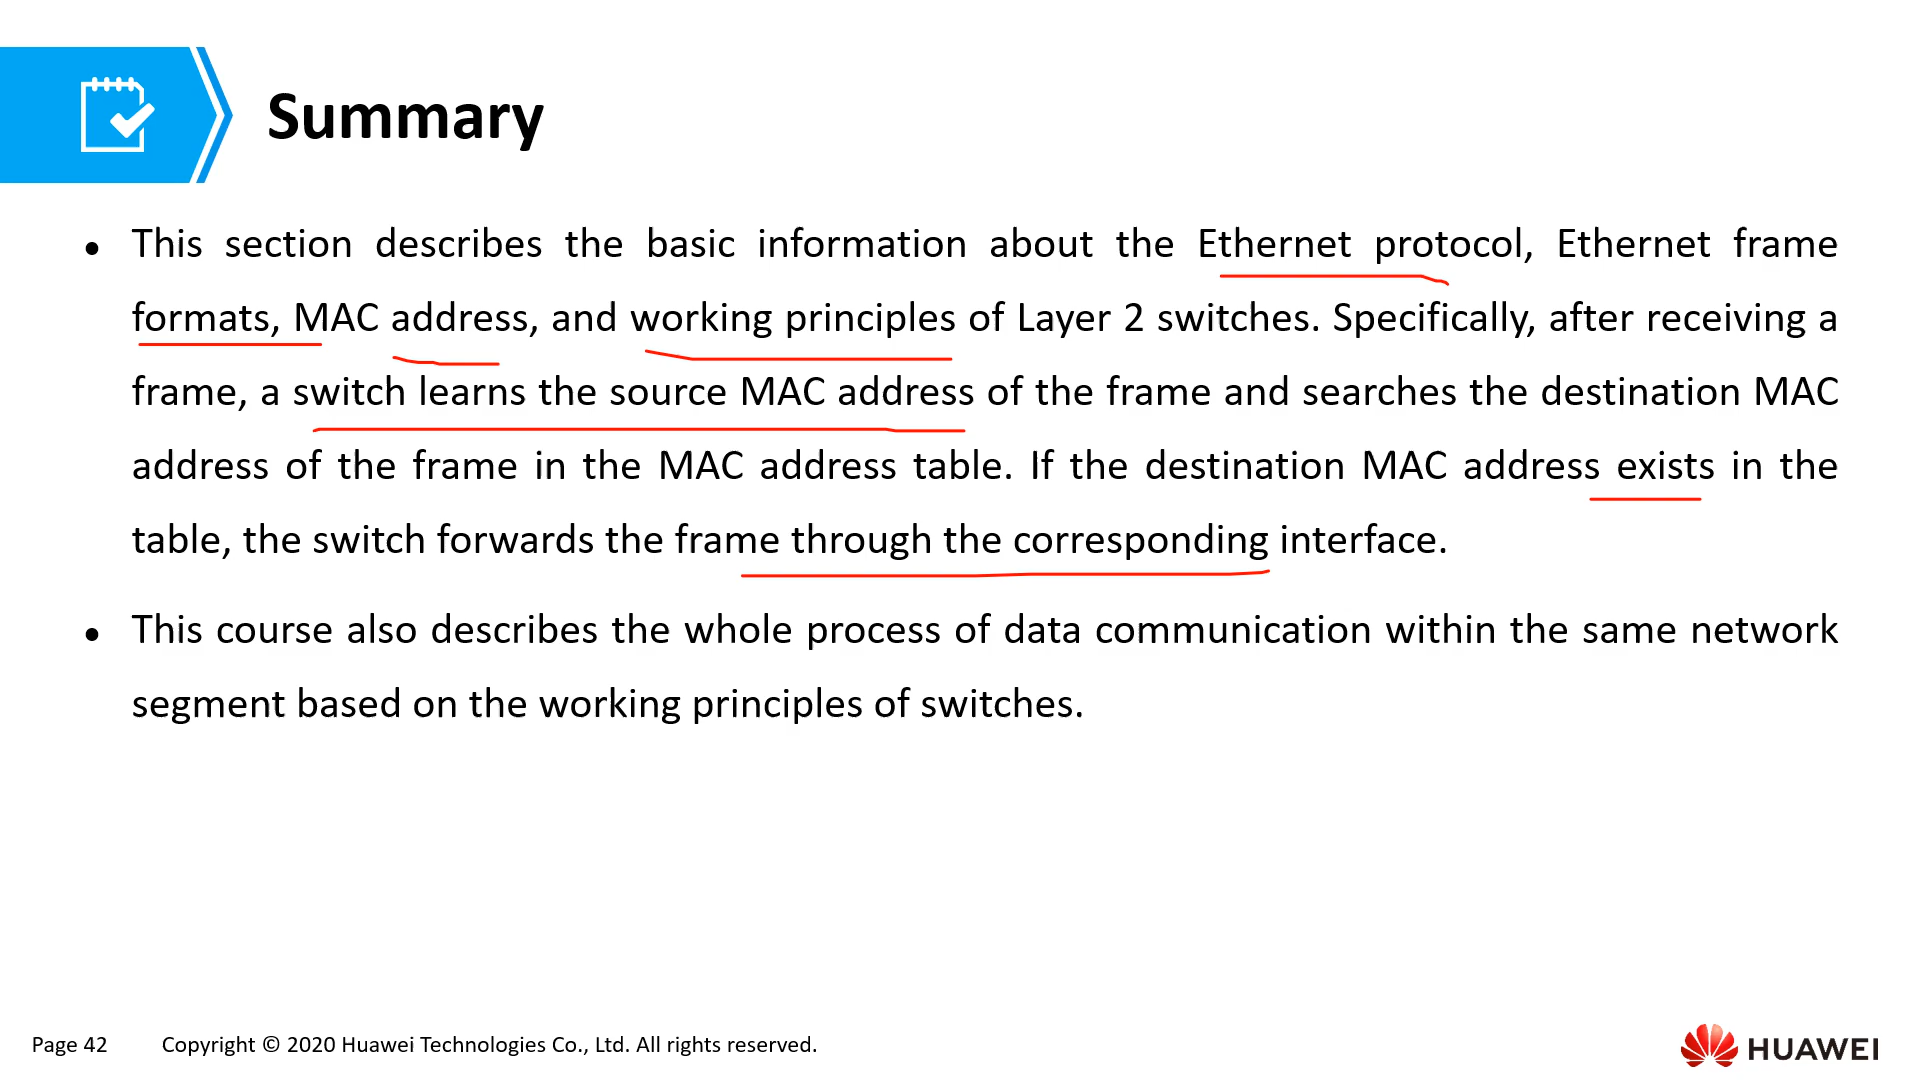 Summary
• This section describes the basic information about the Ethernet protocol, Ethernet frame
formats, MAC address, and working principles of Layer 2 switches. Specifically, after receiving a
frame, a switch learns the source MAC address of the frame and searches the destination MAC
address of the frame in the MAC address table. If the destination MAC address exists in the
table, the switch forwards the frame through the corresponding interface.
• This course also describes the whole process of data communication within the same network
segment based on the working principles of switches.
Page 42 Copyright © 2020 Huawei Technologies Co., Ltd. All rights reserved.
HUAWEI